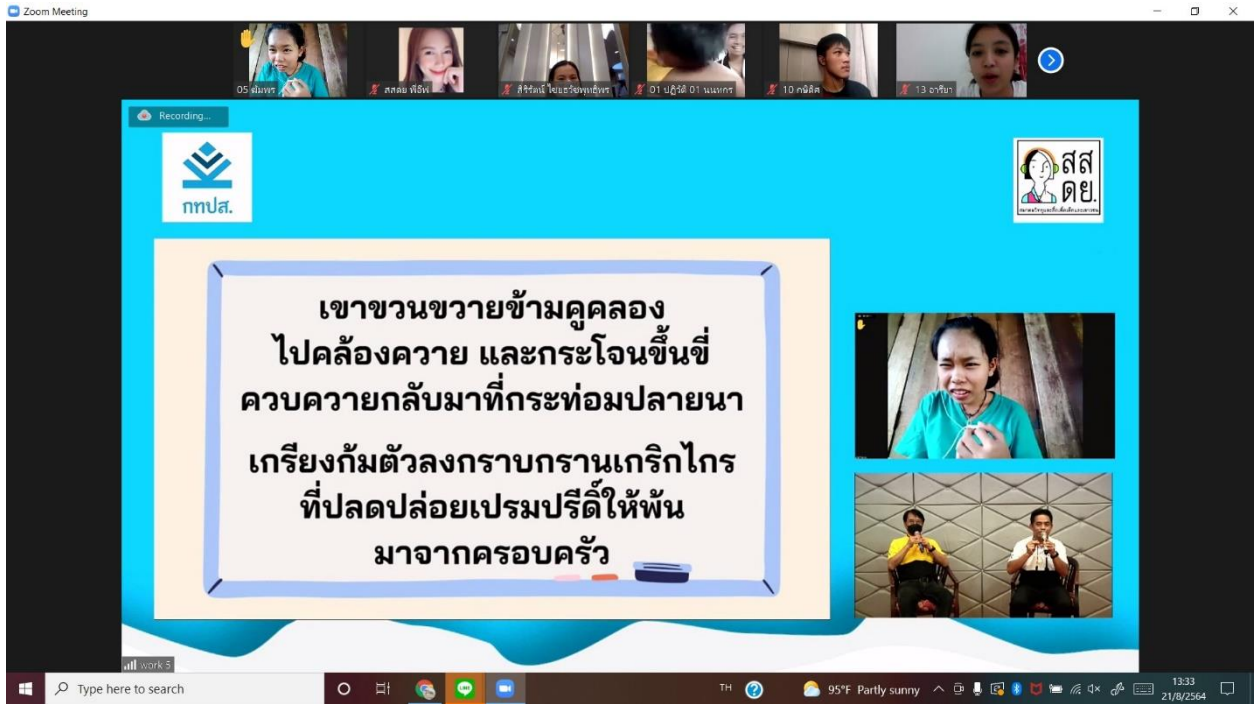 Zoom Meeting
05 ฝนพร
สสดย พี่อีฟ
01 ปฏิวัติ 01 นนทกร
10 กษิดิศ
13 อารียา
Recording...
กทปส.
สส
ดย.
เขาขวนขวายข้ามคูคลอง
ไปคล้องควาย และกระโจนขึ้นขี่
ควบควายกลับมาที่กระท่อมปลายนา
เกรียงก้มตัวลงกราบกรานเกริกไกร
ที่ปลดปล่อยเปรมปรีดิ์ให้พ้น
มาจากครอบครัว
work 5
Type here to search
TH
95°F Partly sunny
13:33
21/8/2564